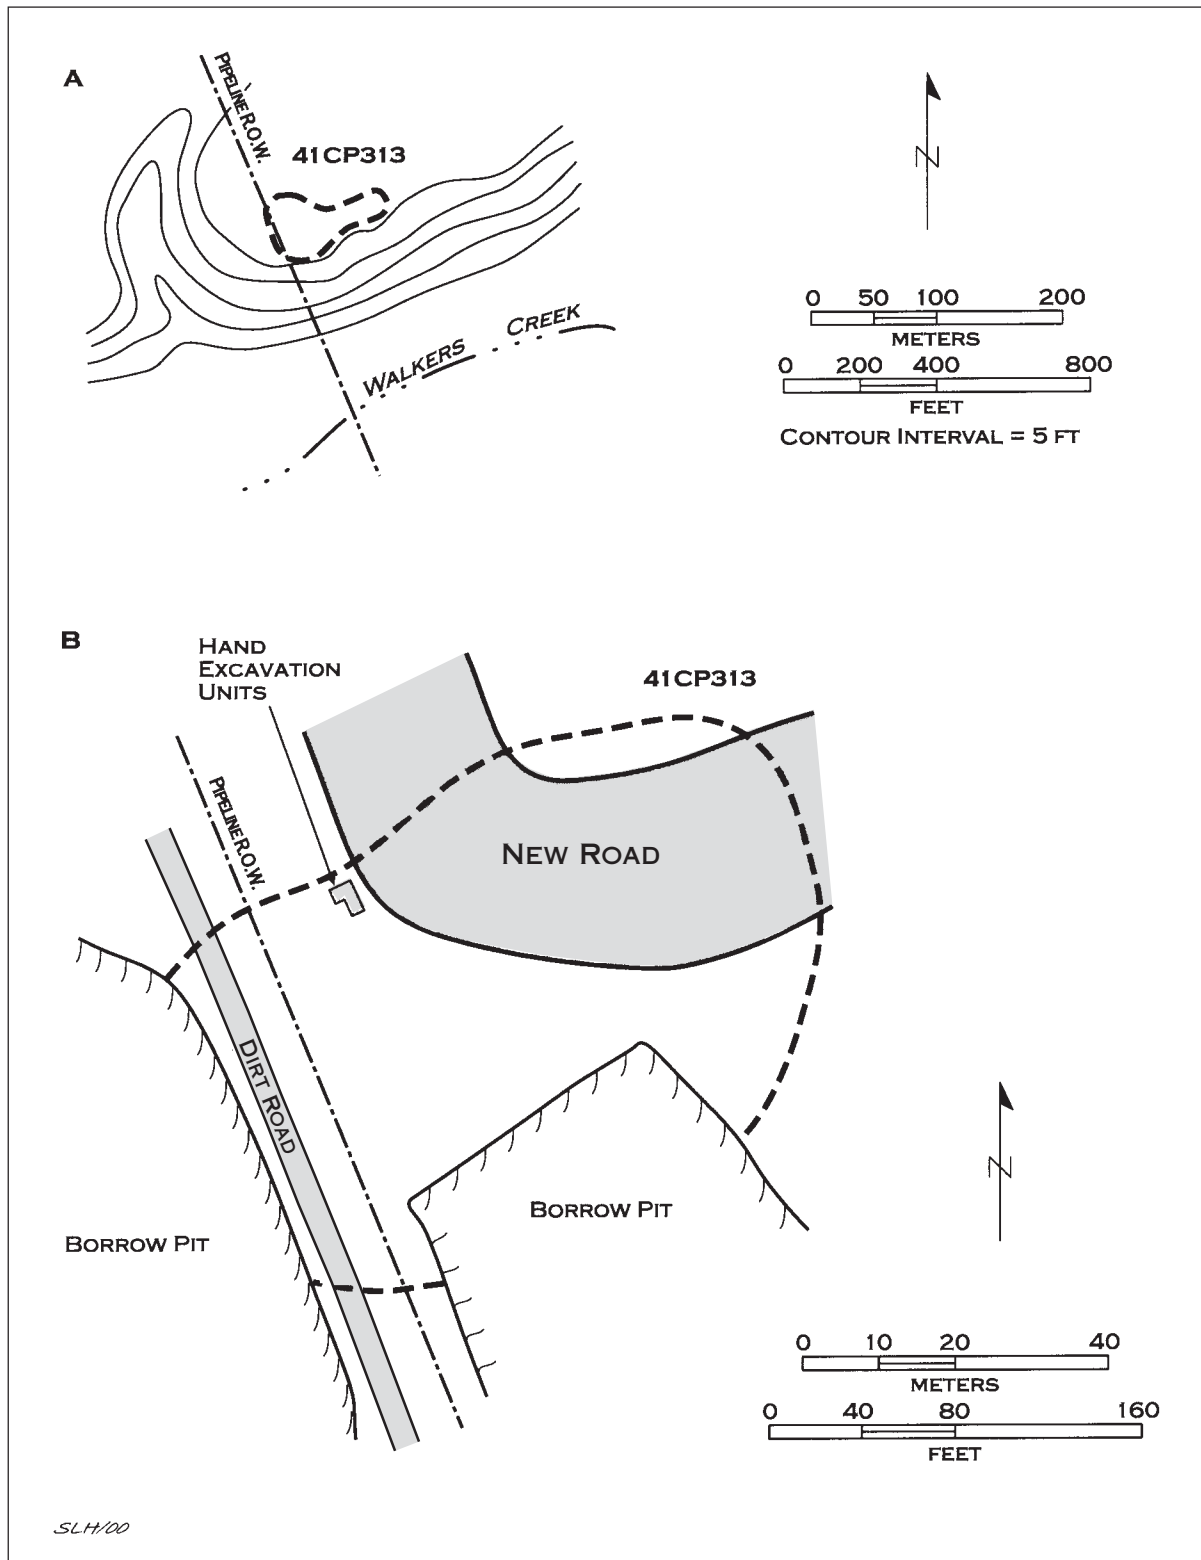 A
PIPELINE R.O.W.
41CP313
WALKERS CREEK
N
0 50 100 200
METERS
0 200 400 800
FEET
CONTOUR INTERVAL = 5 FT
B
HAND
EXCAVATION
UNITS
41CP313
PIPELINE R.O.W.
NEW ROAD
DIRT ROAD
N
BORROW PIT
BORROW PIT
0 10 20 40
METERS
0 40 80 160
FEET
SLH/00